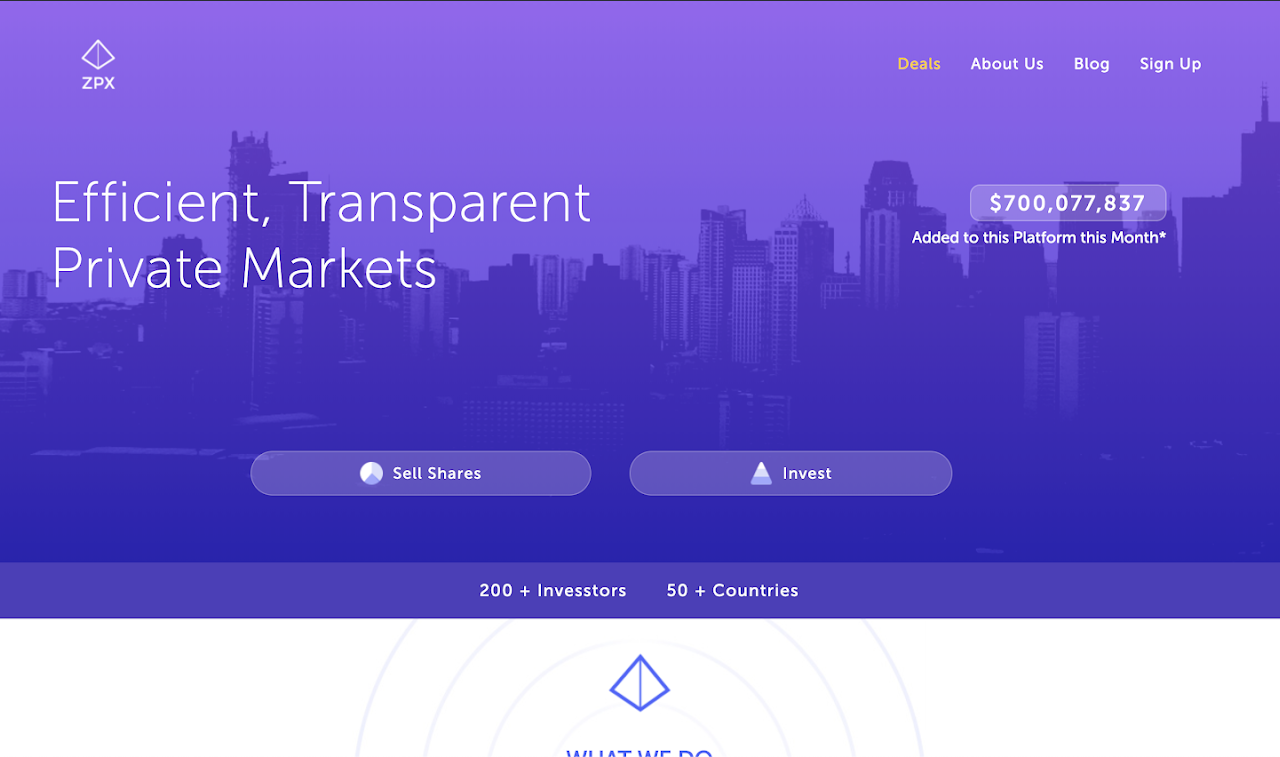 ZPX
Deals About Us Blog Sign Up
Efficient, Transparent
Private Markets
$700,077,837
Added to this Platform this Month*
Sell Shares Invest
200 + Invesstors 50 + Countries
WHAT WE DO